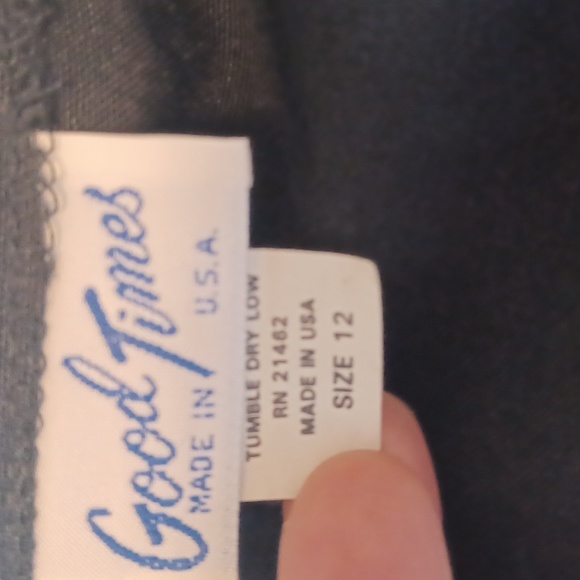 Good Times
MADE IN U.S.A.
TUMBLE DRY LOW
RN 21462
MADE IN USA
SIZE 12